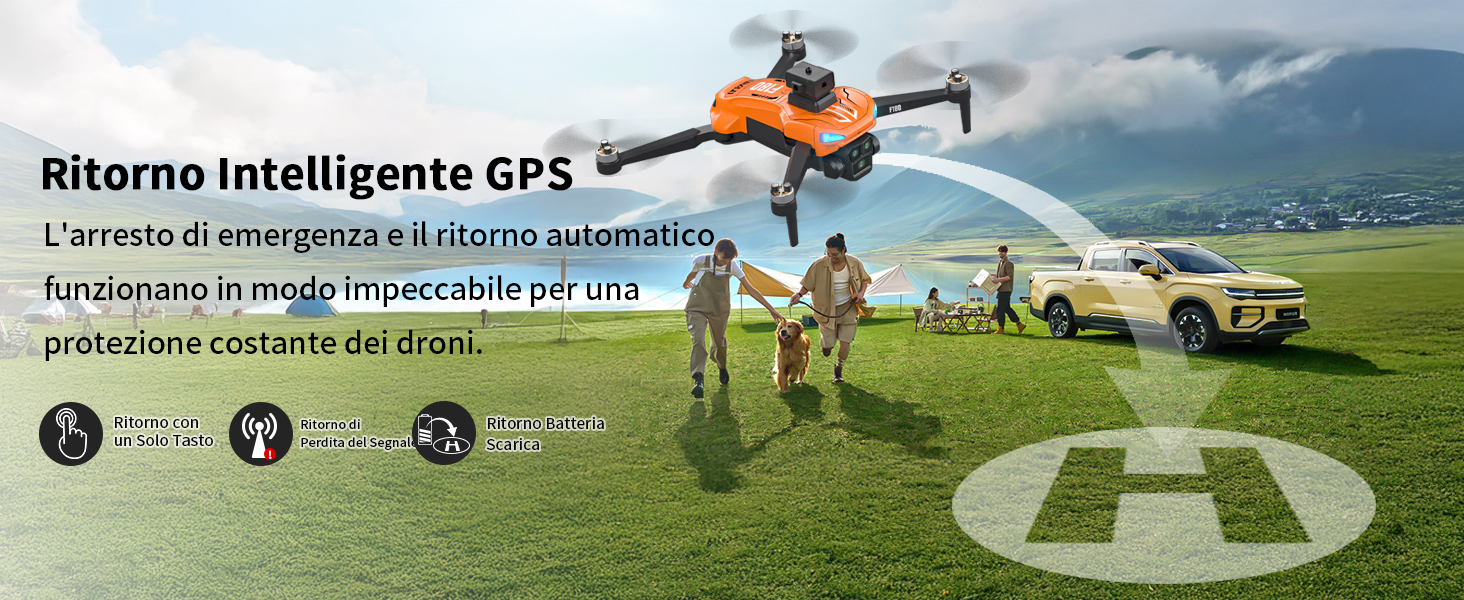 Ritorno Intelligente GPS
L'arresto di emergenza e il ritorno automatico
funzionano in modo impeccabile per una
protezione costante dei droni.
Ritorno con
un Solo Tasto
Ritorno di
Perdita del Segnale
Ritorno Batteria
Scarica
F180
F180
H